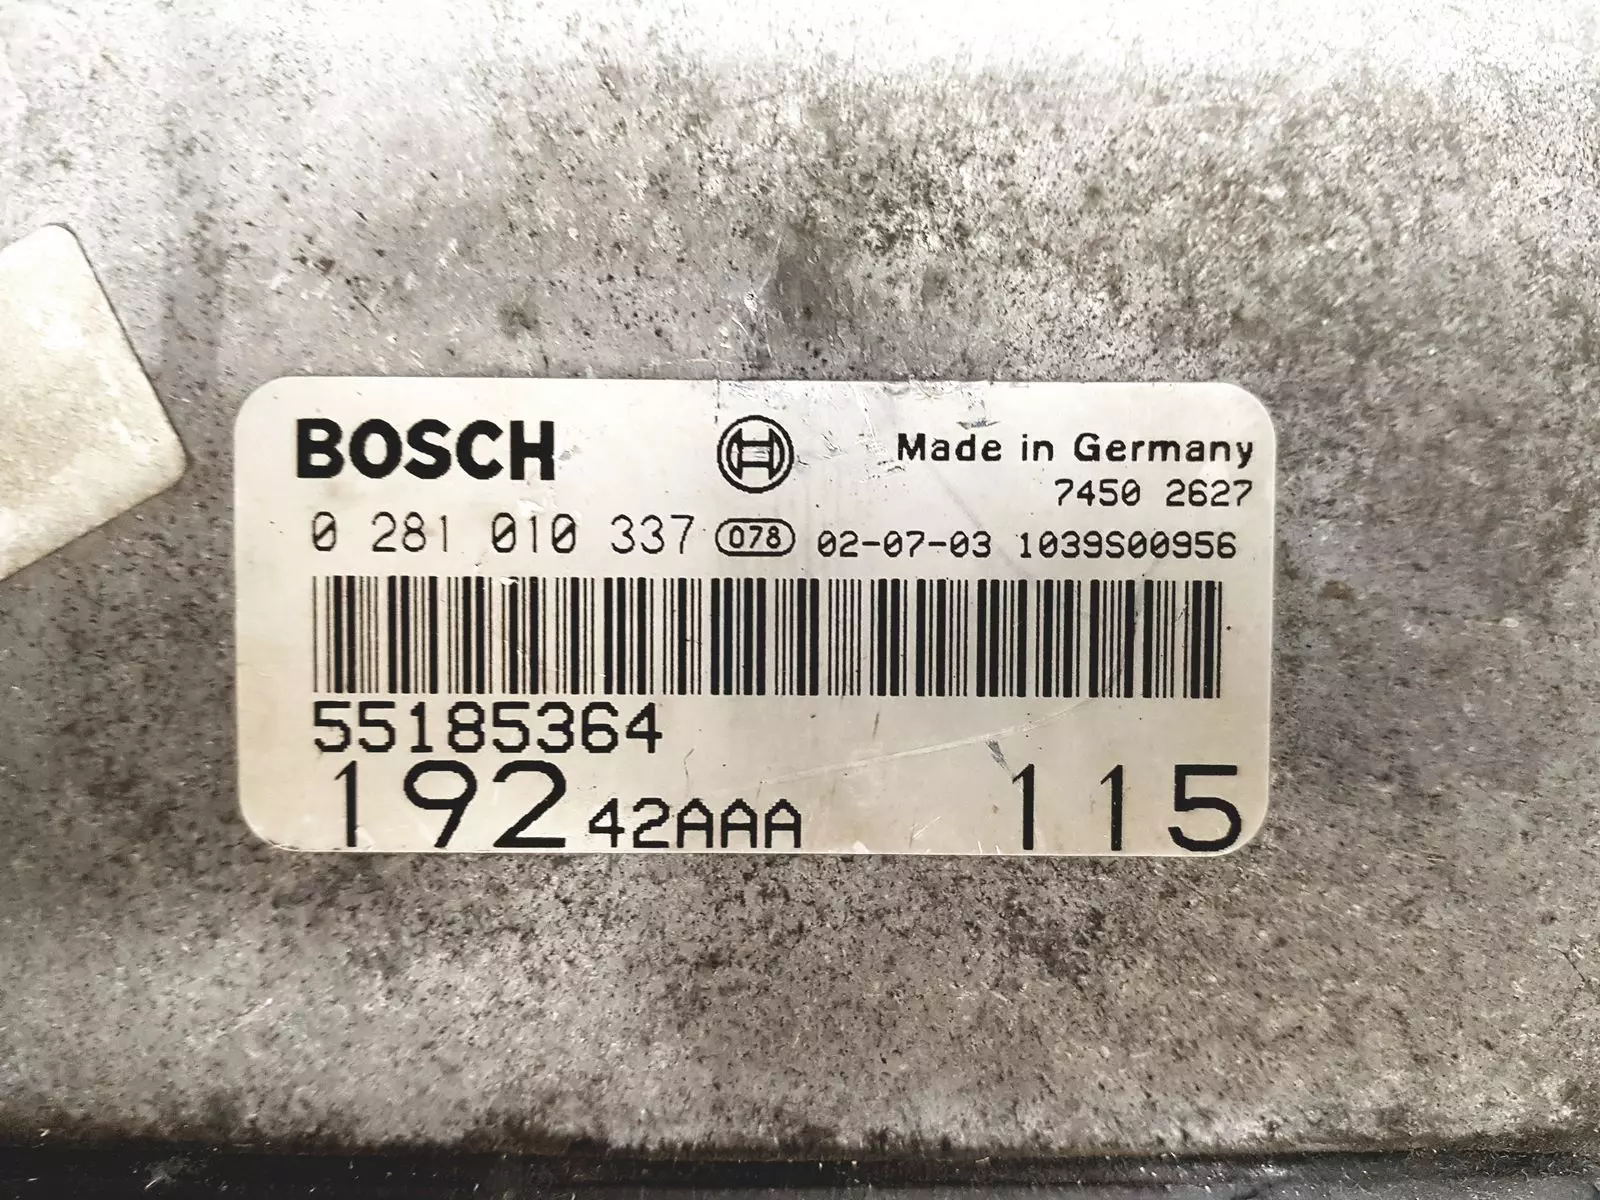 BOSCH Made in Germany
7450 2627
0 281 010 337 078 02-07-03 1039S00956
55185364
192 42AAA 115